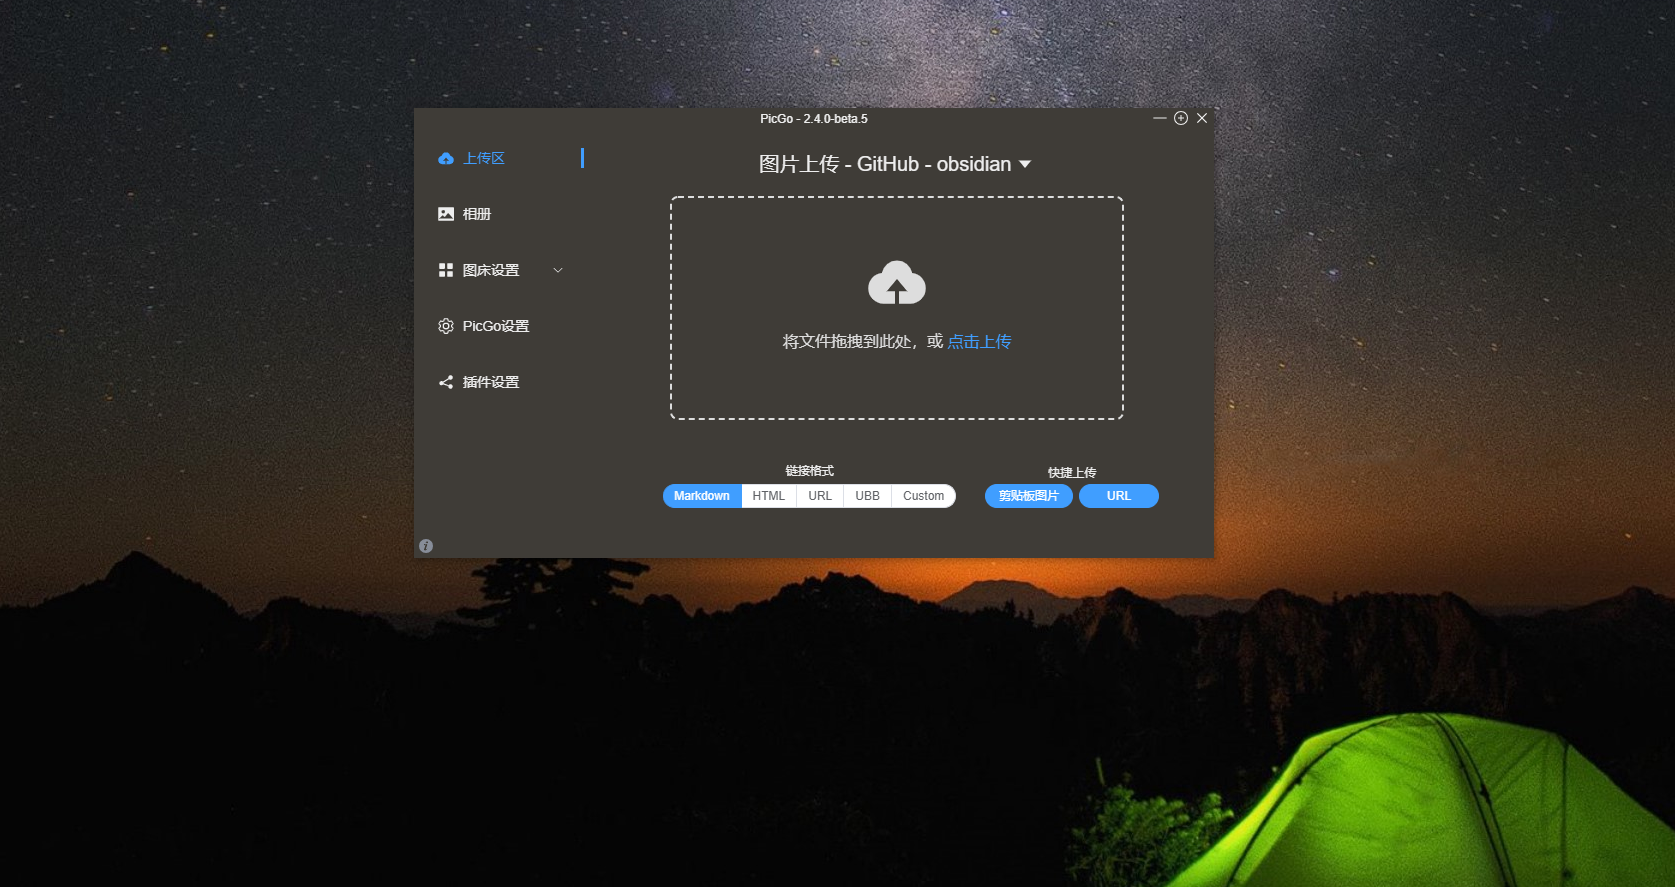 PicGo - 2.4.0-beta.5
上传区
相册
图床设置
PicGo设置
插件设置
图片上传 - GitHub - obsidian
将文件拖拽到此处，或 点击上传
链接格式
Markdown HTML URL UBB Custom
快捷上传
剪贴板图片 URL